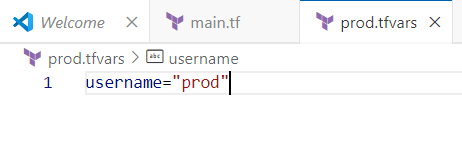 Welcome main.tf prod.tfvars
prod.tfvars > username
1 username="prod"